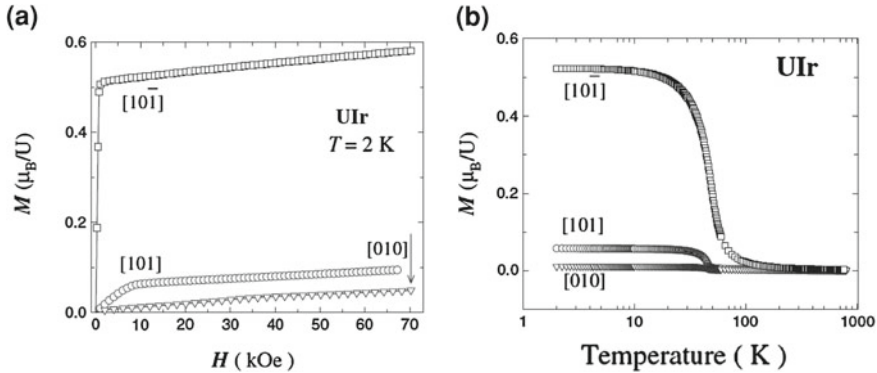 (a)
0.6
0.4
0.2
0.0
M (μB/U)
[101̄]
UIr
T = 2 K
[101]
[010]
0 10 20 30 40 50 60 70
H ( kOe)
(b)
0.6
0.4
0.2
0.0
M (μB/U)
UIr
[101̄]
[101]
[010]
1 10 100 1000
Temperature ( K )